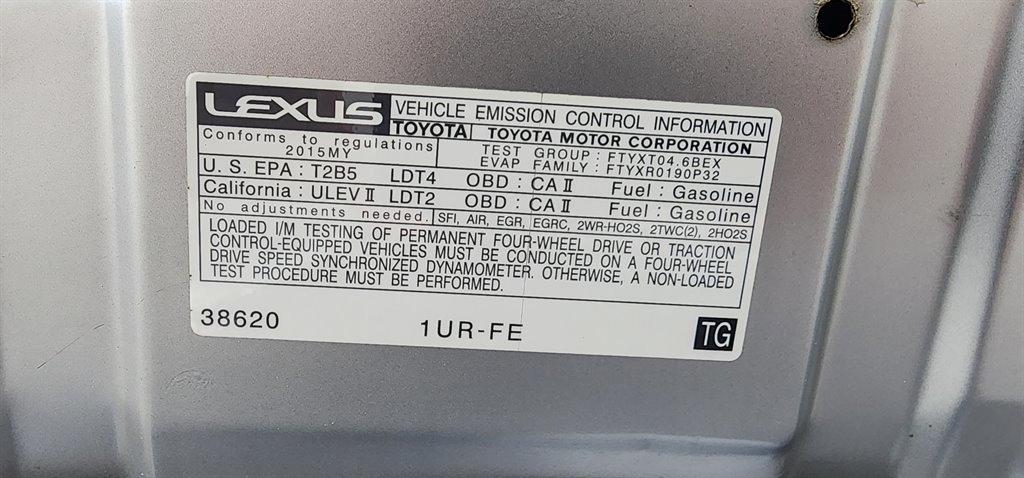 LEXUS VEHICLE EMISSION CONTROL INFORMATION
TOYOTA TOYOTA MOTOR CORPORATION
Conforms to regulations
2015MY
TEST GROUP : FTYXT04.6BEX
EVAP FAMILY : FTYXR0190P32
U. S. EPA : T2B5 LDT4 OBD : CA II Fuel : Gasoline
California : ULEV II LDT2 OBD : CA II Fuel : Gasoline
No adjustments needed. SFI, AIR, EGR, EGRC, 2WR-HO2S, 2TWC(2), 2HO2S
LOADED I/M TESTING OF PERMANENT FOUR-WHEEL DRIVE OR TRACTION
CONTROL-EQUIPPED VEHICLES MUST BE CONDUCTED ON A FOUR-WHEEL
DRIVE SPEED SYNCHRONIZED DYNAMOMETER. OTHERWISE, A NON-LOADED
TEST PROCEDURE MUST BE PERFORMED.
38620 1UR-FE TG